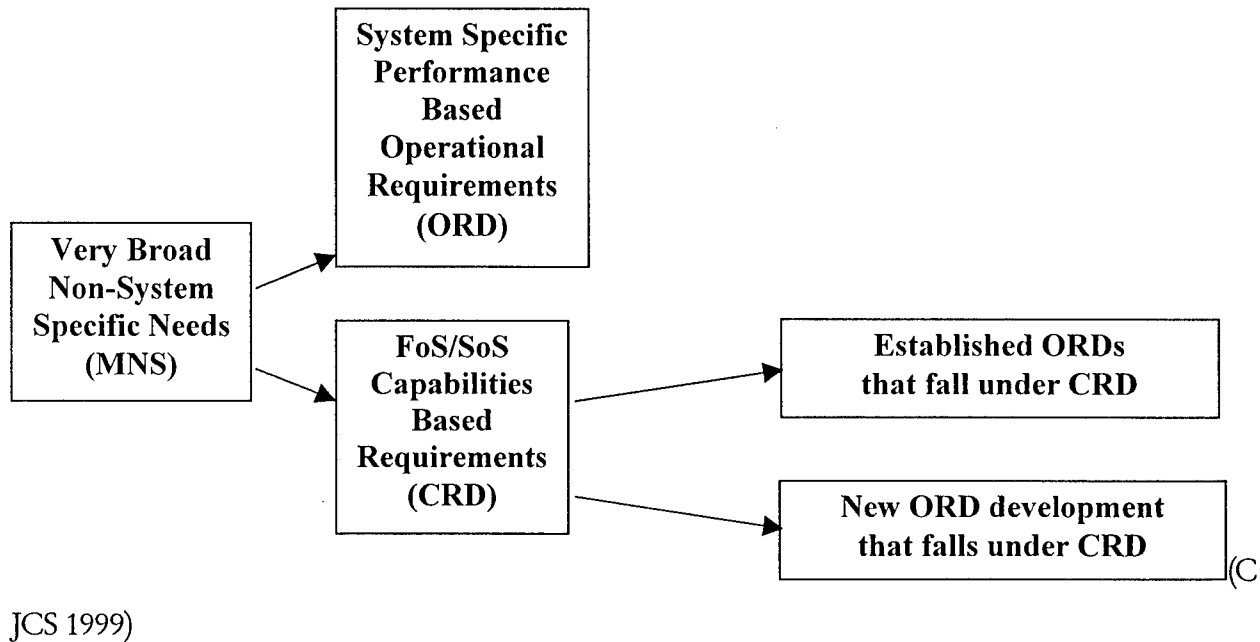 System Specific
Performance
Based
Operational
Requirements
(ORD)
Very Broad
Non-System
Specific Needs
(MNS)
FoS/SoS
Capabilities
Based
Requirements
(CRD)
Established ORDs
that fall under CRD
New ORD development
that falls under CRD
(C
JCS 1999)